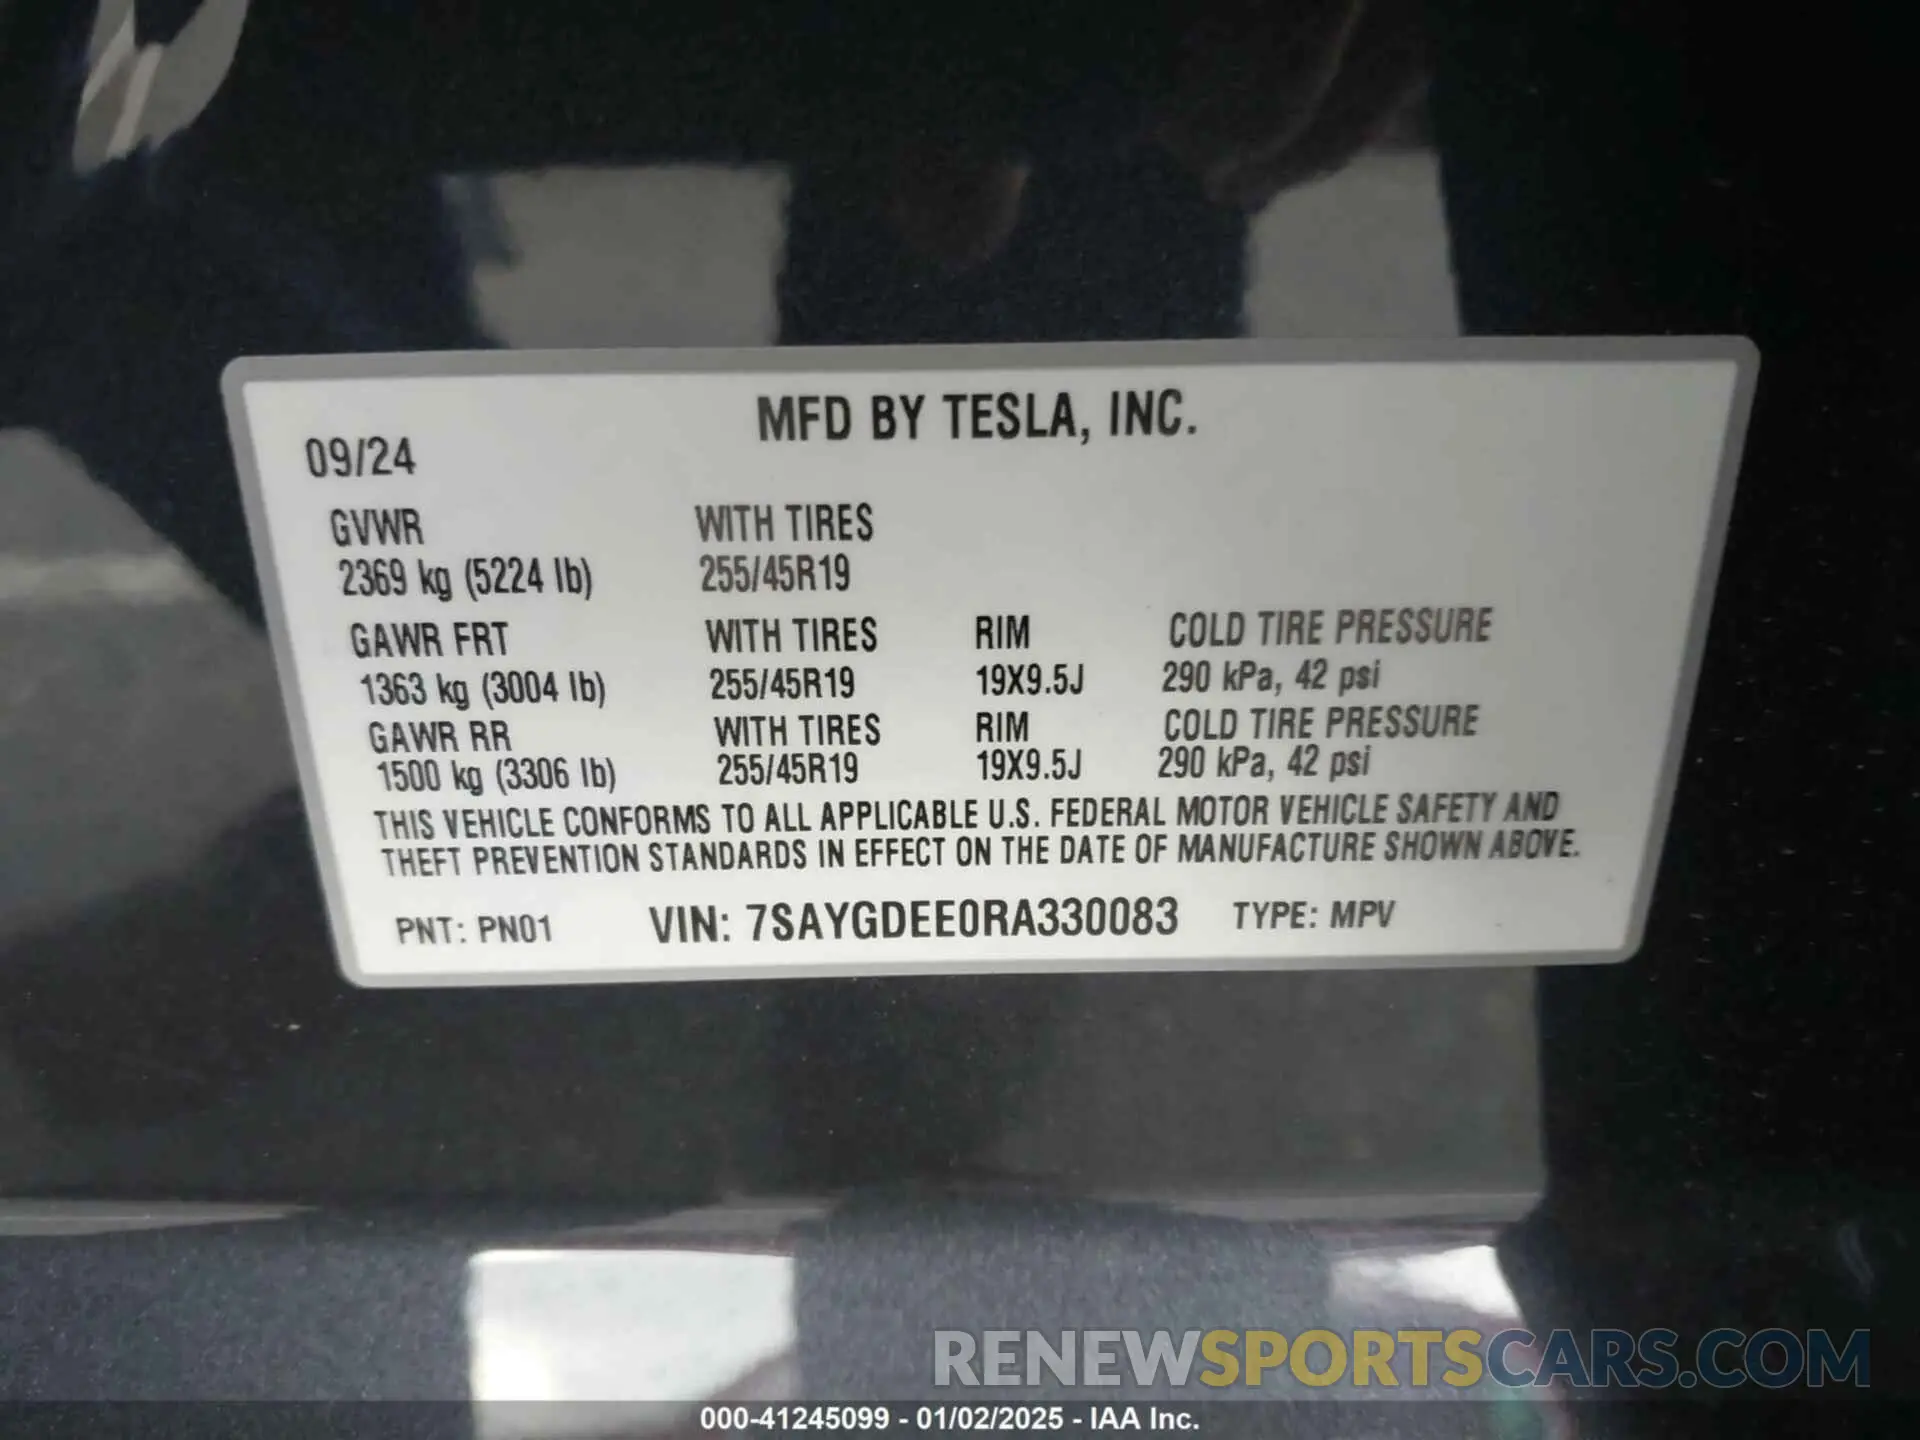 MFD BY TESLA, INC.
09/24
GVWR WITH TIRES
2369 kg (5224 lb) 255/45R19
GAWR FRT WITH TIRES RIM COLD TIRE PRESSURE
1363 kg (3004 lb) 255/45R19 19X9.5J 290 kPa, 42 psi
GAWR RR WITH TIRES RIM COLD TIRE PRESSURE
1500 kg (3306 lb) 255/45R19 19X9.5J 290 kPa, 42 psi
THIS VEHICLE CONFORMS TO ALL APPLICABLE U.S. FEDERAL MOTOR VEHICLE SAFETY AND
THEFT PREVENTION STANDARDS IN EFFECT ON THE DATE OF MANUFACTURE SHOWN ABOVE.
PNT: PN01 VIN: 7SAYGDEE0RA330083 TYPE: MPV
RENEWSPORTSCARS.COM
000-41245099 - 01/02/2025 - IAA Inc.